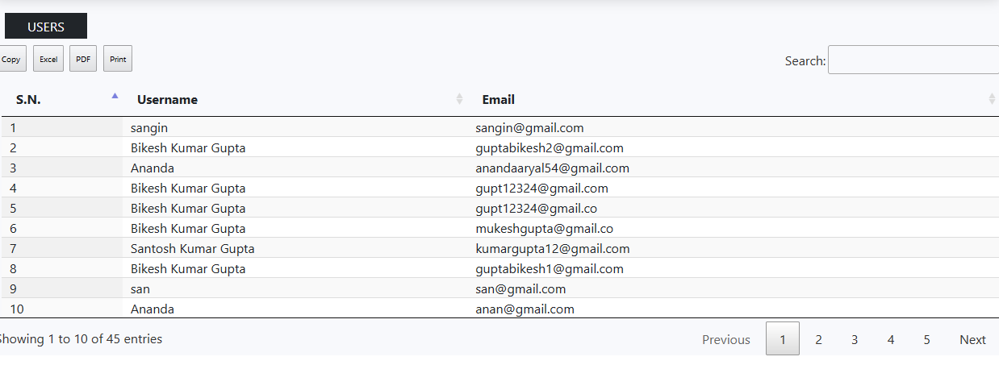 USERS
Copy Excel PDF Print Search:
S.N. Username Email
1 sangin sangin@gmail.com
2 Bikesh Kumar Gupta guptabikesh2@gmail.com
3 Ananda anandaaryal54@gmail.com
4 Bikesh Kumar Gupta gupt12324@gmail.com
5 Bikesh Kumar Gupta gupt12324@gmail.co
6 Bikesh Kumar Gupta mukeshgupta@gmail.co
7 Santosh Kumar Gupta kumargupta12@gmail.com
8 Bikesh Kumar Gupta guptabikesh1@gmail.com
9 san san@gmail.com
10 Ananda anan@gmail.com
Showing 1 to 10 of 45 entries Previous 1 2 3 4 5 Next